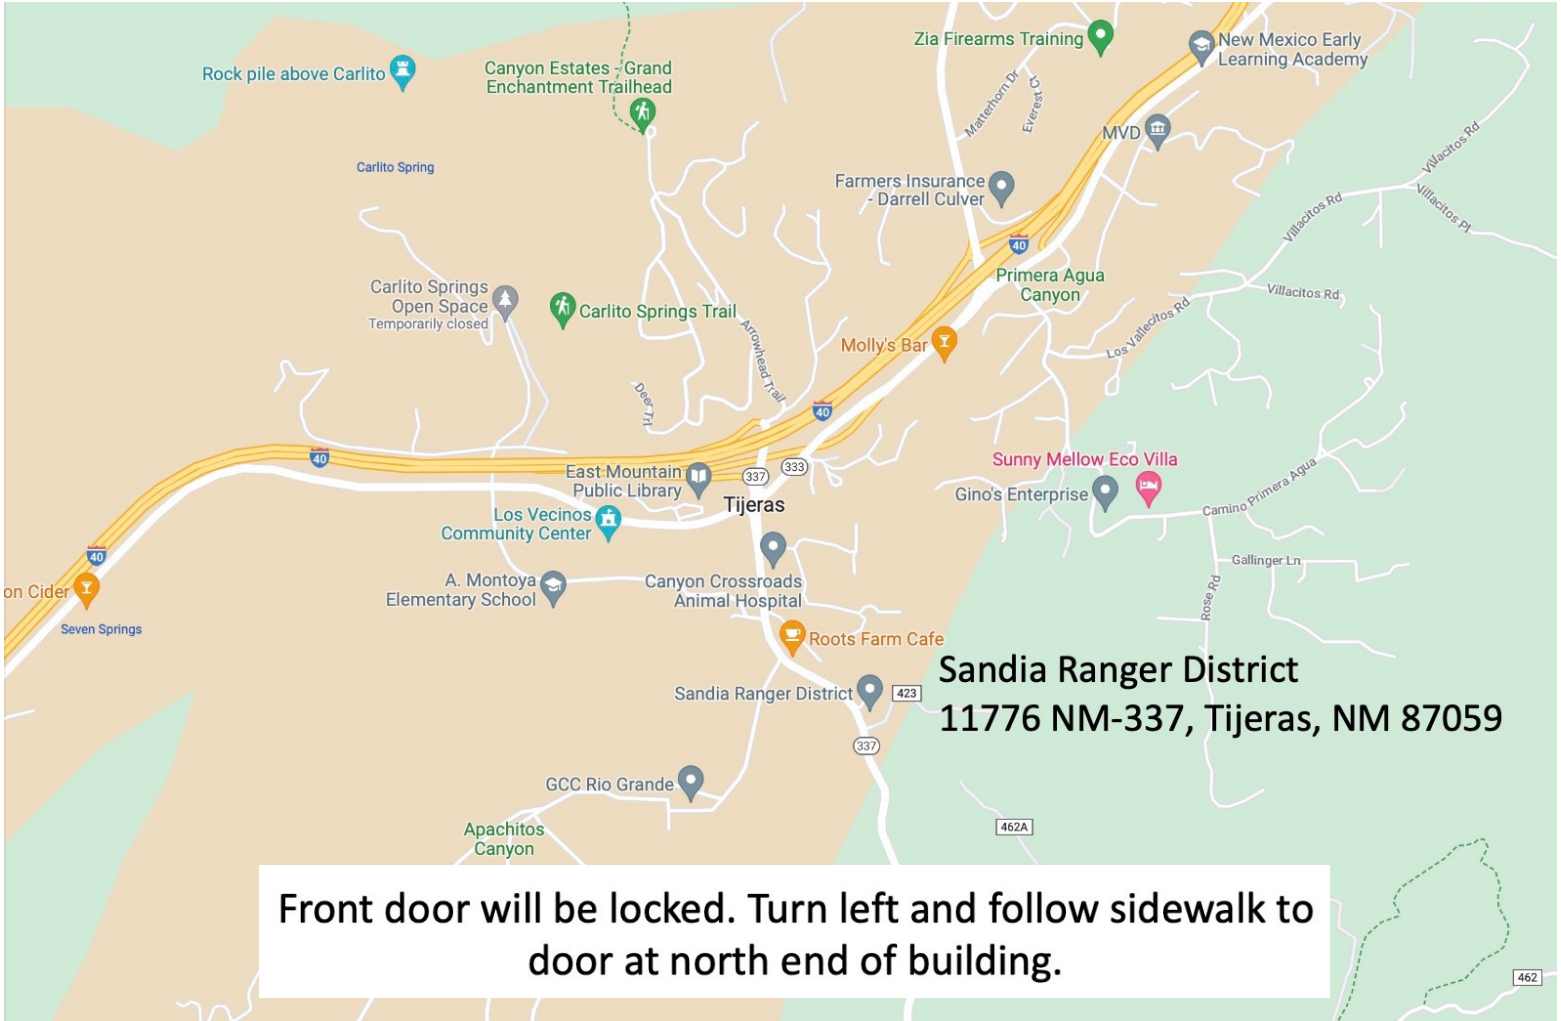 Zia Firearms Training
New Mexico Early
Learning Academy
Rock pile above Carlito
Canyon Estates - Grand
Enchantment Trailhead
Matterhorn Dr
Everest Ct
MVD
Villacitos Rd
Carlito Spring
Farmers Insurance
- Darrell Culver
Villacitos Rd
Villacitos Pl
40
Carlito Springs
Open Space
Temporarily closed
Carlito Springs Trail
Primera Agua
Canyon
Villacitos Rd
Los Vallecitos Rd
Arrowhead Trail
Molly's Bar
Deer Trl
40
40
East Mountain
Public Library
337
333
Tijeras
Sunny Mellow Eco Villa
Gino's Enterprise
Camino Primera Agua
Los Vecinos
Community Center
40
on Cider
Seven Springs
A. Montoya
Elementary School
Canyon Crossroads
Animal Hospital
Gallinger Ln
Rose Rd
Roots Farm Cafe
Sandia Ranger District
423
Sandia Ranger District
11776 NM-337, Tijeras, NM 87059
337
GCC Rio Grande
Apachitos
Canyon
462A
Front door will be locked. Turn left and follow sidewalk to
door at north end of building.
462